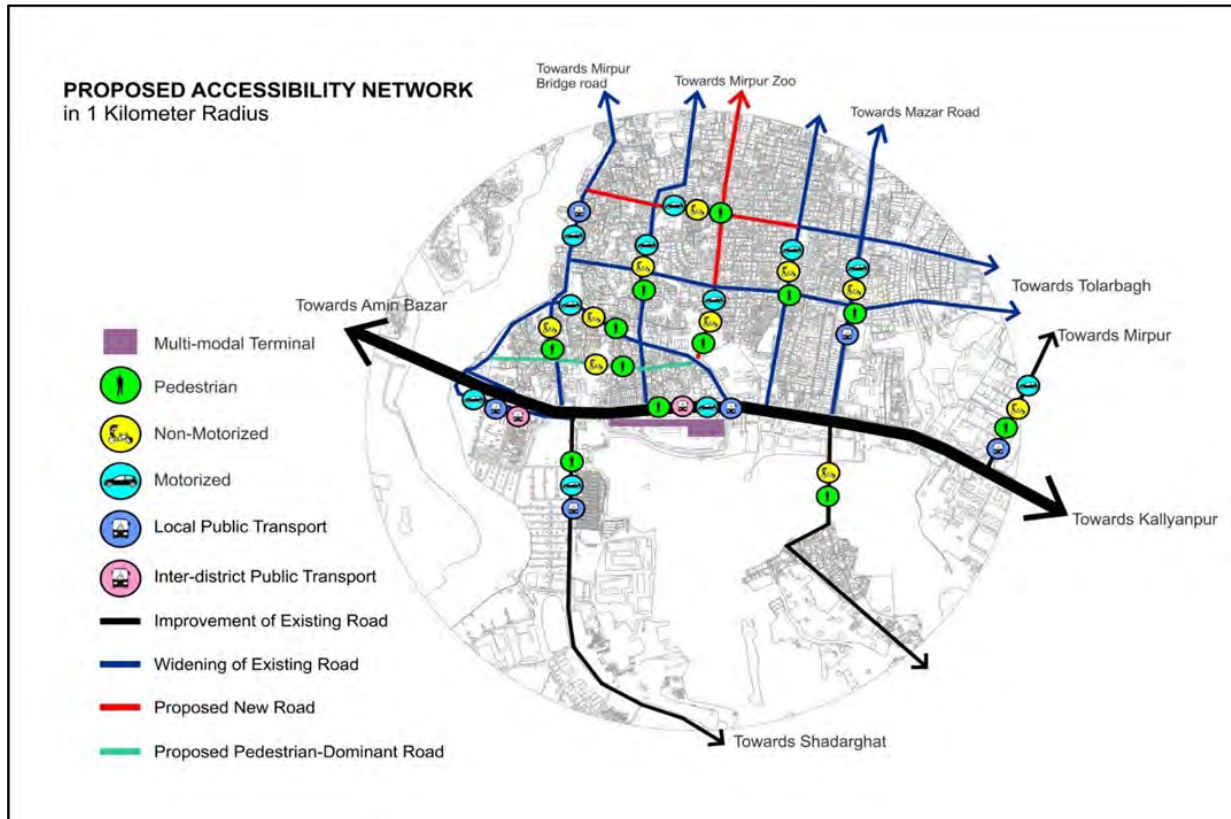 PROPOSED ACCESSIBILITY NETWORK
in 1 Kilometer Radius
Towards Mirpur
Bridge road
Towards Mirpur Zoo
Towards Mazar Road
Towards Amin Bazar
Towards Tolarbagh
Towards Mirpur
Towards Kallyanpur
Towards Shadarghat
Multi-modal Terminal
Pedestrian
Non-Motorized
Motorized
Local Public Transport
Inter-district Public Transport
Improvement of Existing Road
Widening of Existing Road
Proposed New Road
Proposed Pedestrian-Dominant Road